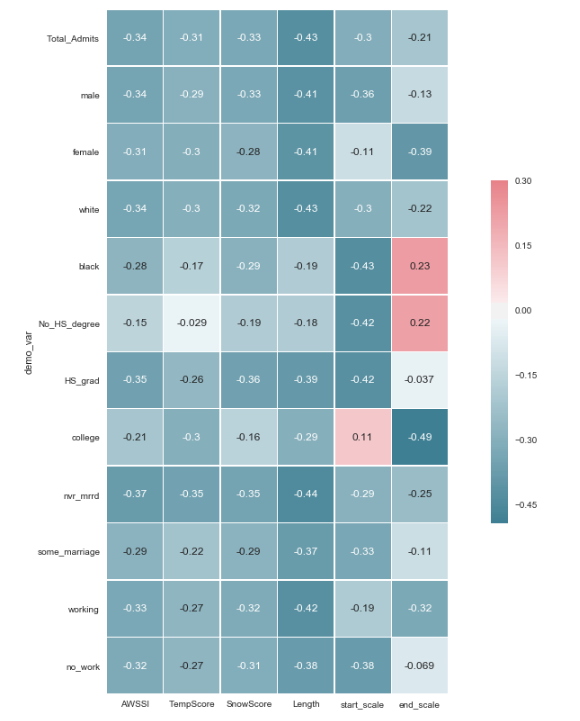 Total_Admits -0.34 -0.31 -0.33 -0.43 -0.3 -0.21
male -0.34 -0.29 -0.33 -0.41 -0.36 -0.13
female -0.31 -0.3 -0.28 -0.41 -0.11 -0.39
white -0.34 -0.3 -0.32 -0.43 -0.3 -0.22
black -0.28 -0.17 -0.29 -0.19 -0.43 0.23
No_HS_degree -0.15 -0.029 -0.19 -0.18 -0.42 0.22
HS_grad -0.35 -0.26 -0.36 -0.39 -0.42 -0.037
college -0.21 -0.3 -0.16 -0.29 0.11 -0.49
nvr_mrrd -0.37 -0.35 -0.35 -0.44 -0.29 -0.25
some_marriage -0.29 -0.22 -0.29 -0.37 -0.33 -0.11
working -0.33 -0.27 -0.32 -0.42 -0.19 -0.32
no_work -0.32 -0.27 -0.31 -0.38 -0.38 -0.069
AWSSI TempScore SnowScore Length start_scale end_scale
demo_var
0.30
0.15
0.00
−0.15
−0.30
−0.45